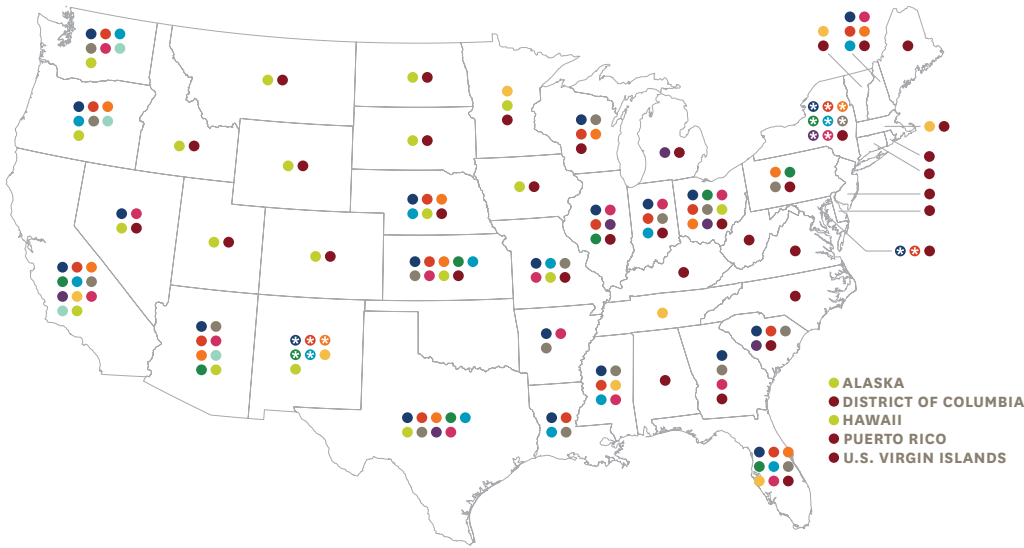 ALASKA
DISTRICT OF COLUMBIA
HAWAII
PUERTO RICO
U.S. VIRGIN ISLANDS